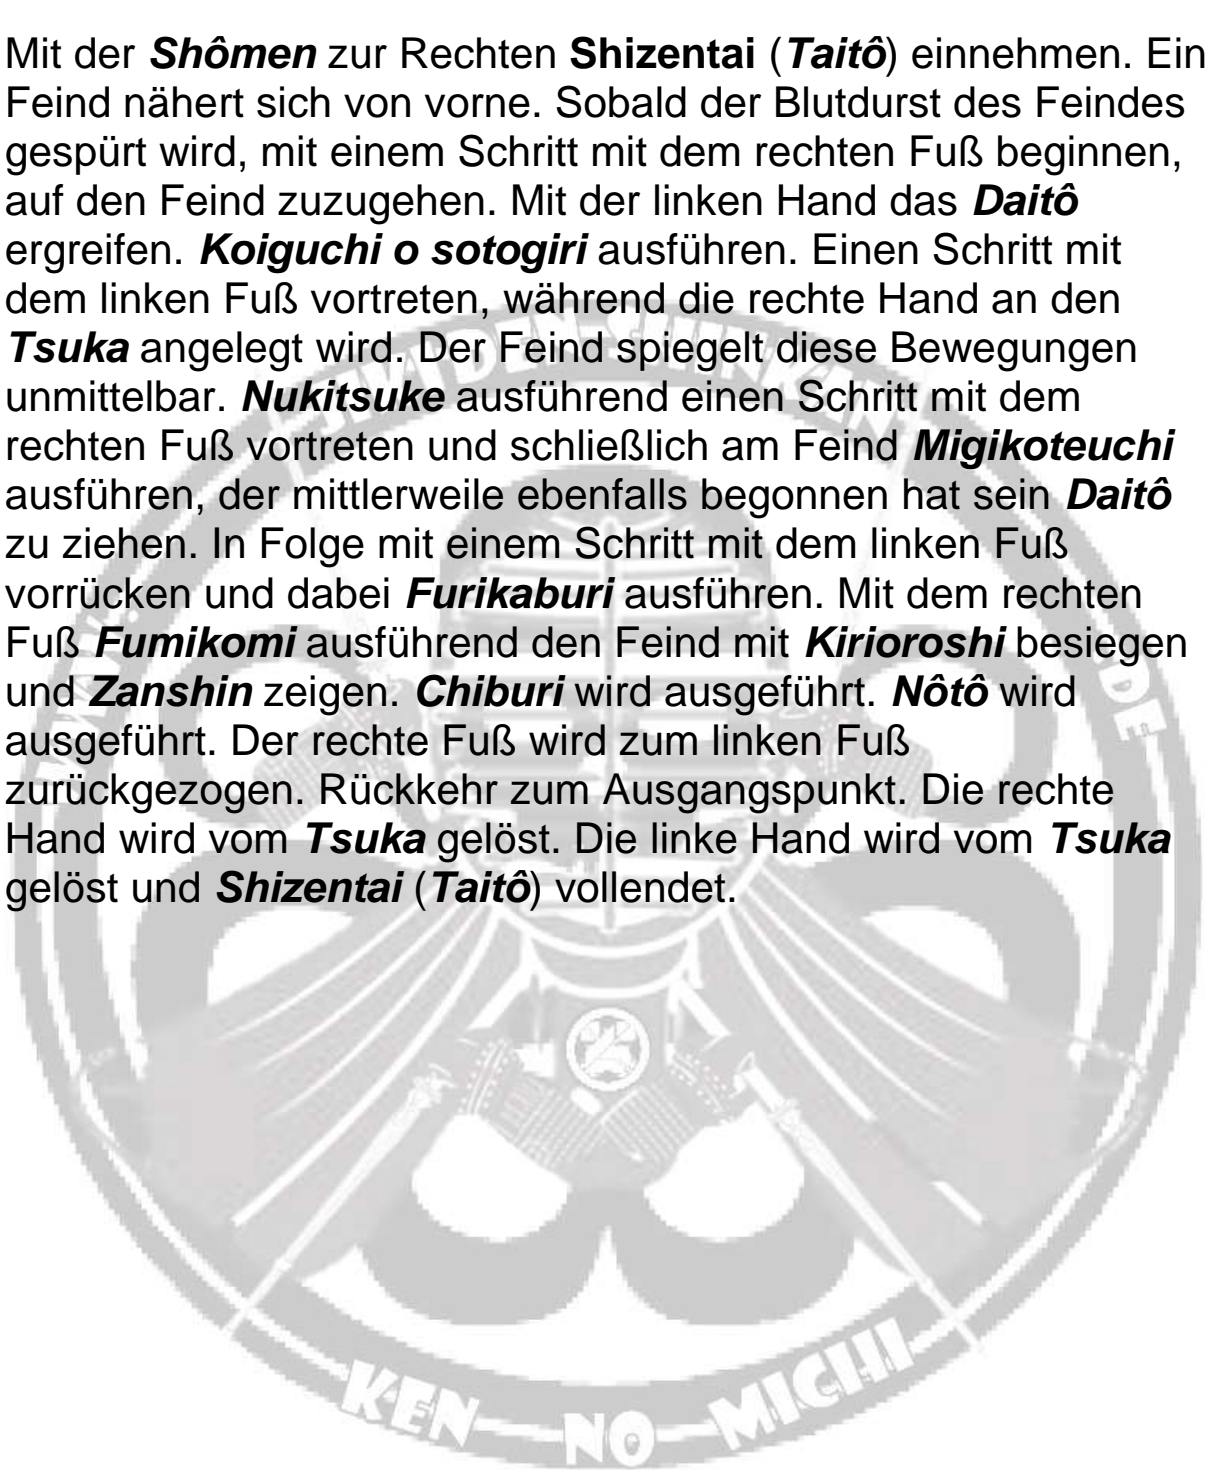 Mit der Shômen zur Rechten Shizentai (Taitô) einnehmen. Ein
Feind nähert sich von vorne. Sobald der Blutdurst des Feindes
gespürt wird, mit einem Schritt mit dem rechten Fuß beginnen,
auf den Feind zuzugehen. Mit der linken Hand das Daitô
ergreifen. Koiguchi o sotogiri ausführen. Einen Schritt mit
dem linken Fuß vortreten, während die rechte Hand an den
Tsuka angelegt wird. Der Feind spiegelt diese Bewegungen
unmittelbar. Nukitsuke ausführend einen Schritt mit dem
rechten Fuß vortreten und schließlich am Feind Migikoteuchi
ausführen, der mittlerweile ebenfalls begonnen hat sein Daitô
zu ziehen. In Folge mit einem Schritt mit dem linken Fuß
vorrücken und dabei Furikaburi ausführen. Mit dem rechten
Fuß Fumikomi ausführend den Feind mit Kirioroshi besiegen
und Zanshin zeigen. Chiburi wird ausgeführt. Nôtô wird
ausgeführt. Der rechte Fuß wird zum linken Fuß
zurückgezogen. Rückkehr zum Ausgangspunkt. Die rechte
Hand wird vom Tsuka gelöst. Die linke Hand wird vom Tsuka
gelöst und Shizentai (Taitô) vollendet.
KEN NO MICHI